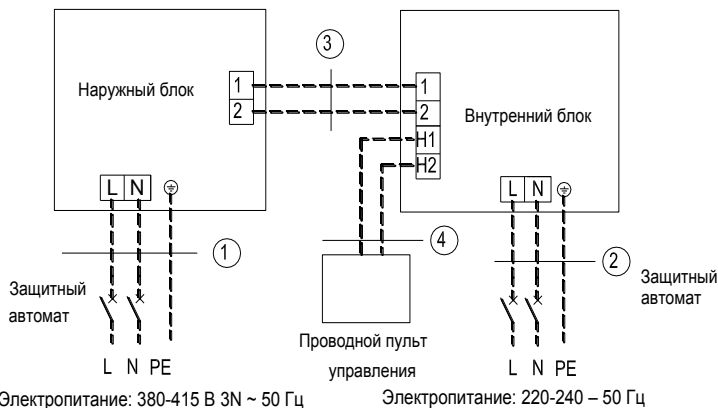 3
Наружный блок
1
2
1
2
H1
H2
Внутренний блок
L N
L N
1
4
2
Защитный
автомат
Защитный
автомат
Проводной пульт
управления
L N PE
L N PE
Электропитание: 380-415 В 3N ~ 50 Гц
Электропитание: 220-240 – 50 Гц